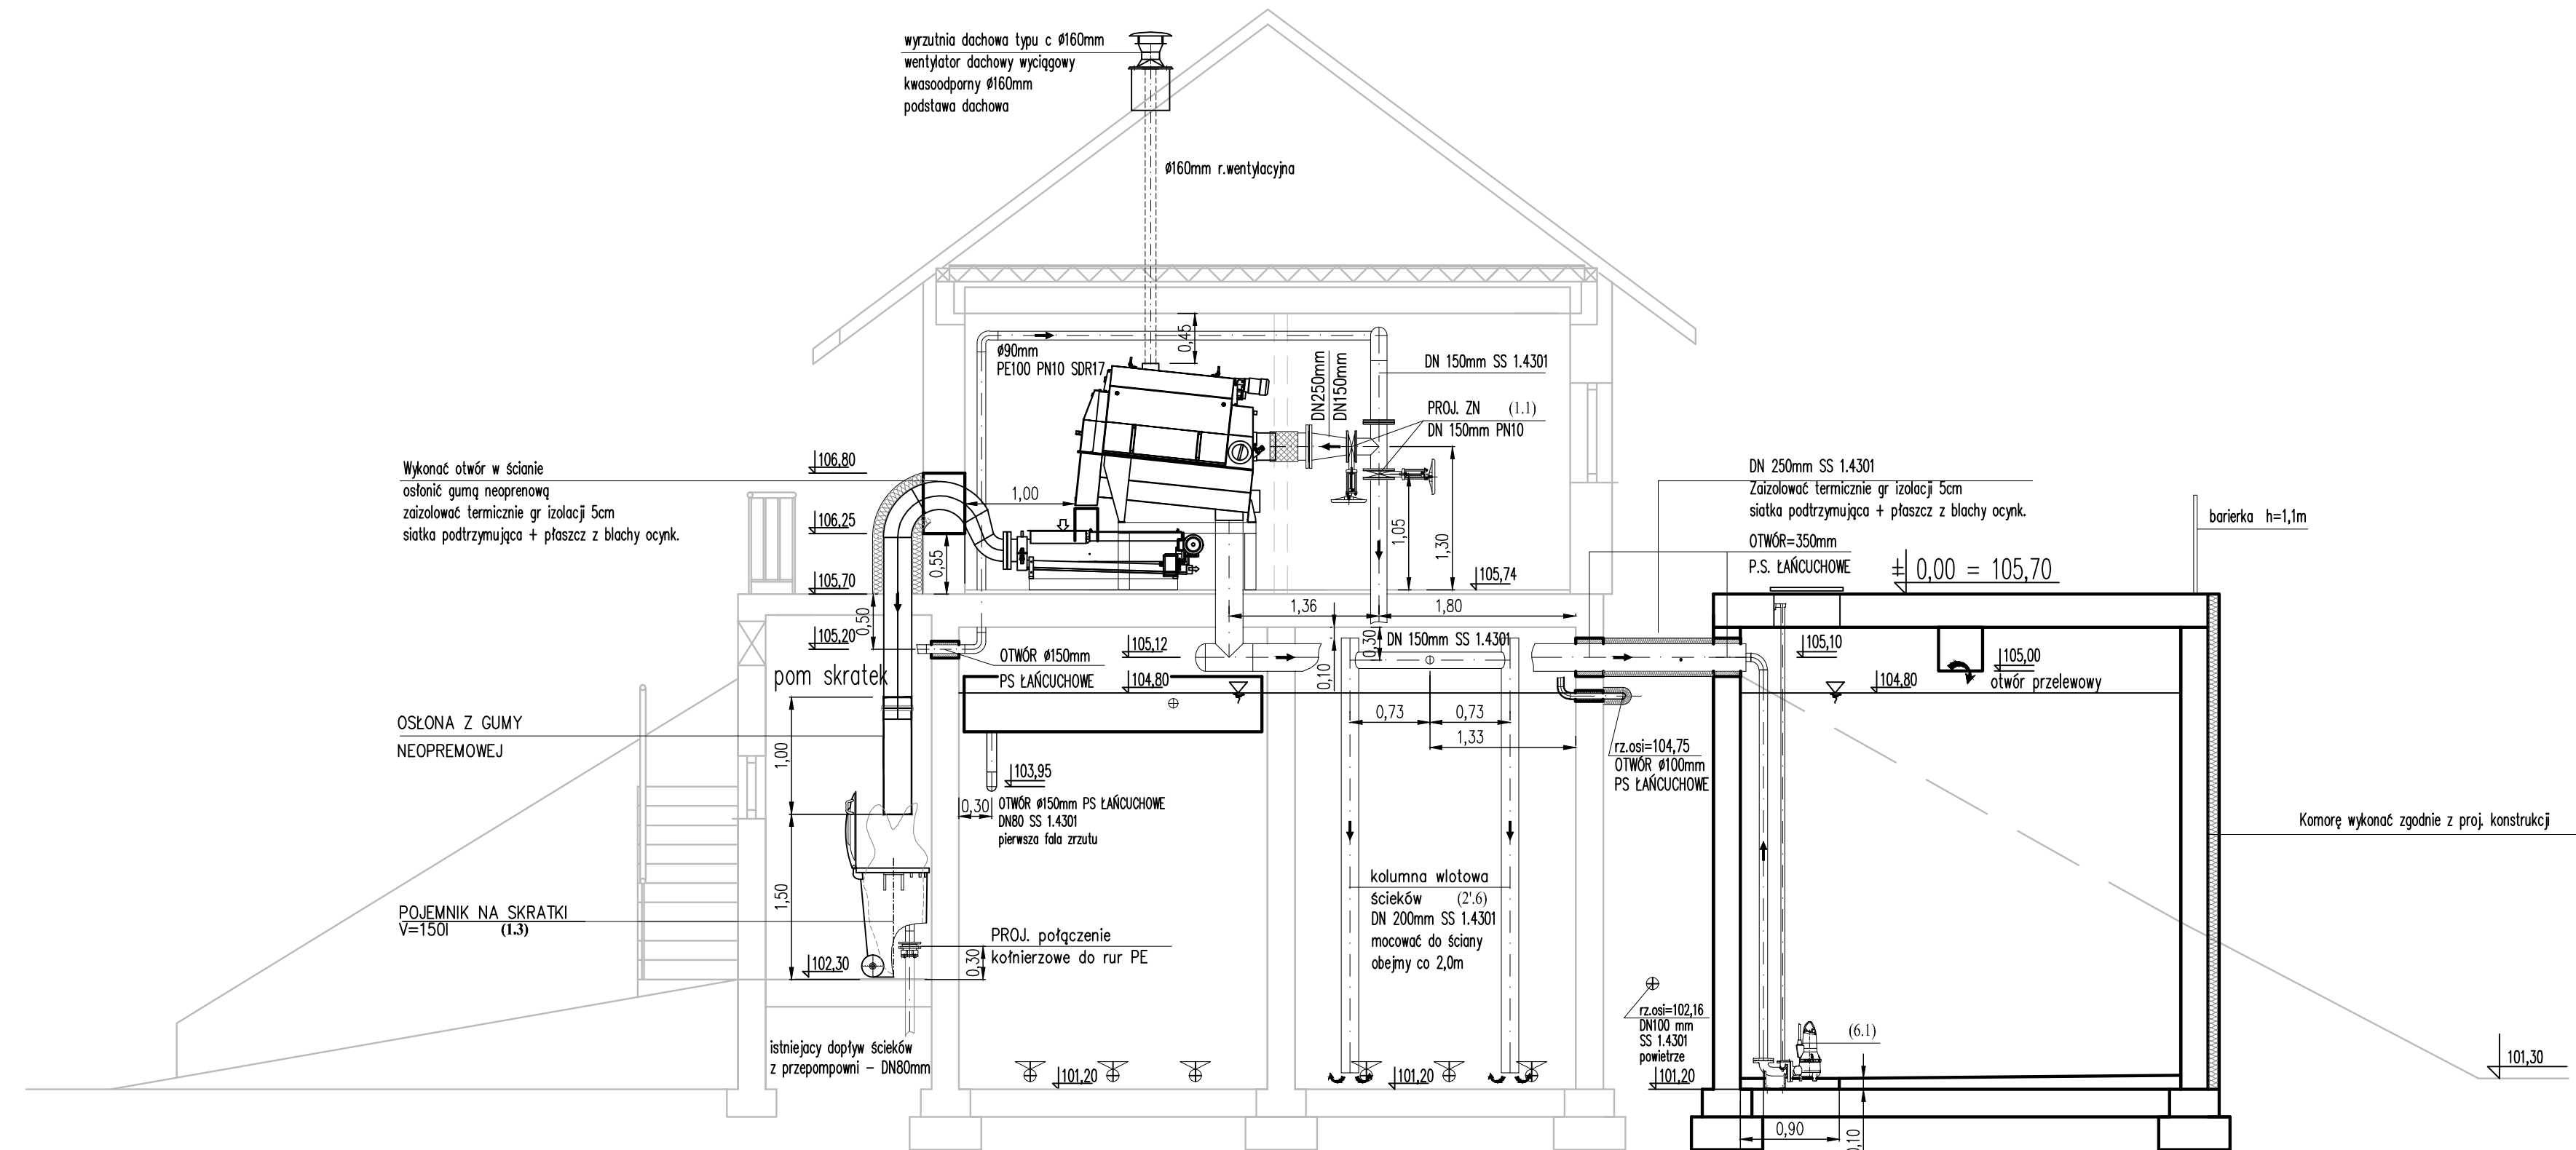 wyrzutnia dachowa typu c Ø160mm
wentylator dachowy wyciągowy
kwasoodporny Ø160mm
podstawa dachowa
Ø160mm r.wentylacyjna
0,45
Ø90mm
PE100 PN10 SDR17
DN250mm
DN150mm
DN 150mm SS 1.4301
PROJ. ZN (1.1)
DN 150mm PN10
Wykonać otwór w ścianie
osłonić gumą neoprenową
zaizolować termicznie gr izolacji 5cm
siatka podtrzymująca + płaszcz z blachy ocynk.
106,80
106,25
105,70
105,20
0,50
0,55
1,00
1,05
1,30
105,74
1,36
1,80
DN 250mm SS 1.4301
Zaizolować termicznie gr izolacji 5cm
siatka podtrzymująca + płaszcz z blachy ocynk.
OTWÓR=350mm
P.S. ŁAŃCUCHOWE
± 0,00 = 105,70
barierka h=1,1m
pom skratek
OTWÓR Ø150mm
PS ŁAŃCUCHOWE
105,12
104,80
0,10
0,30
DN 150mm SS 1.4301
105,10
105,00
otwór przelewowy
104,80
OSŁONA Z GUMY
NEOPREMOWEJ
1,00
0,73
0,73
1,33
rz.osi=104,75
OTWÓR Ø100mm
PS ŁAŃCUCHOWE
103,95
0,30
OTWÓR Ø150mm PS ŁAŃCUCHOWE
DN80 SS 1.4301
pierwsza fala zrzutu
Komorę wykonać zgodnie z proj. konstrukcji
1,50
kolumna wlotowa
ścieków (2'.6)
DN 200mm SS 1.4301
mocować do ściany
obejmy co 2,0m
POJEMNIK NA SKRATKI
V=150l (1.3)
PROJ. połączenie
kołnierzowe do rur PE
0,30
102,30
rz.osi=102,16
DN100 mm
SS 1.4301
powietrze
(6.1)
istniejacy dopływ ścieków
z przepompowni - DN80mm
101,20
101,20
101,20
101,30
0,90
0,10